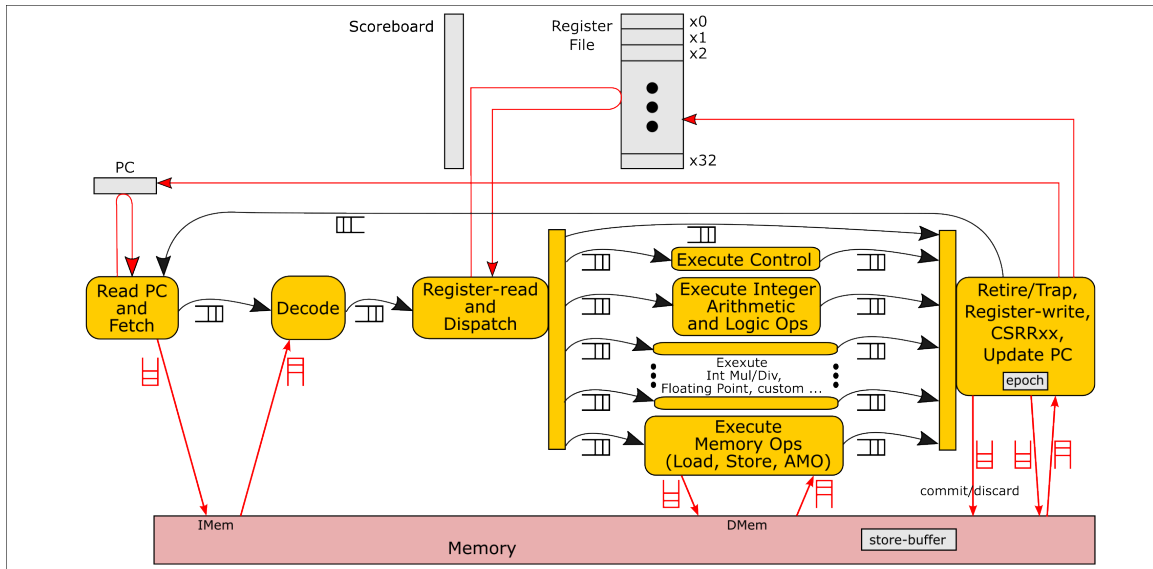 Scoreboard
Register
File
x0
x1
x2
x32
PC
Read PC
and
Fetch
Decode
Register-read
and
Dispatch
Execute Control
Execute Integer
Arithmetic
and Logic Ops
Exexute
Int Mul/Div,
Floating Point, custom ...
Execute
Memory Ops
(Load, Store, AMO)
Retire/Trap,
Register-write,
CSRRxx,
Update PC
epoch
commit/discard
IMem
DMem
store-buffer
Memory